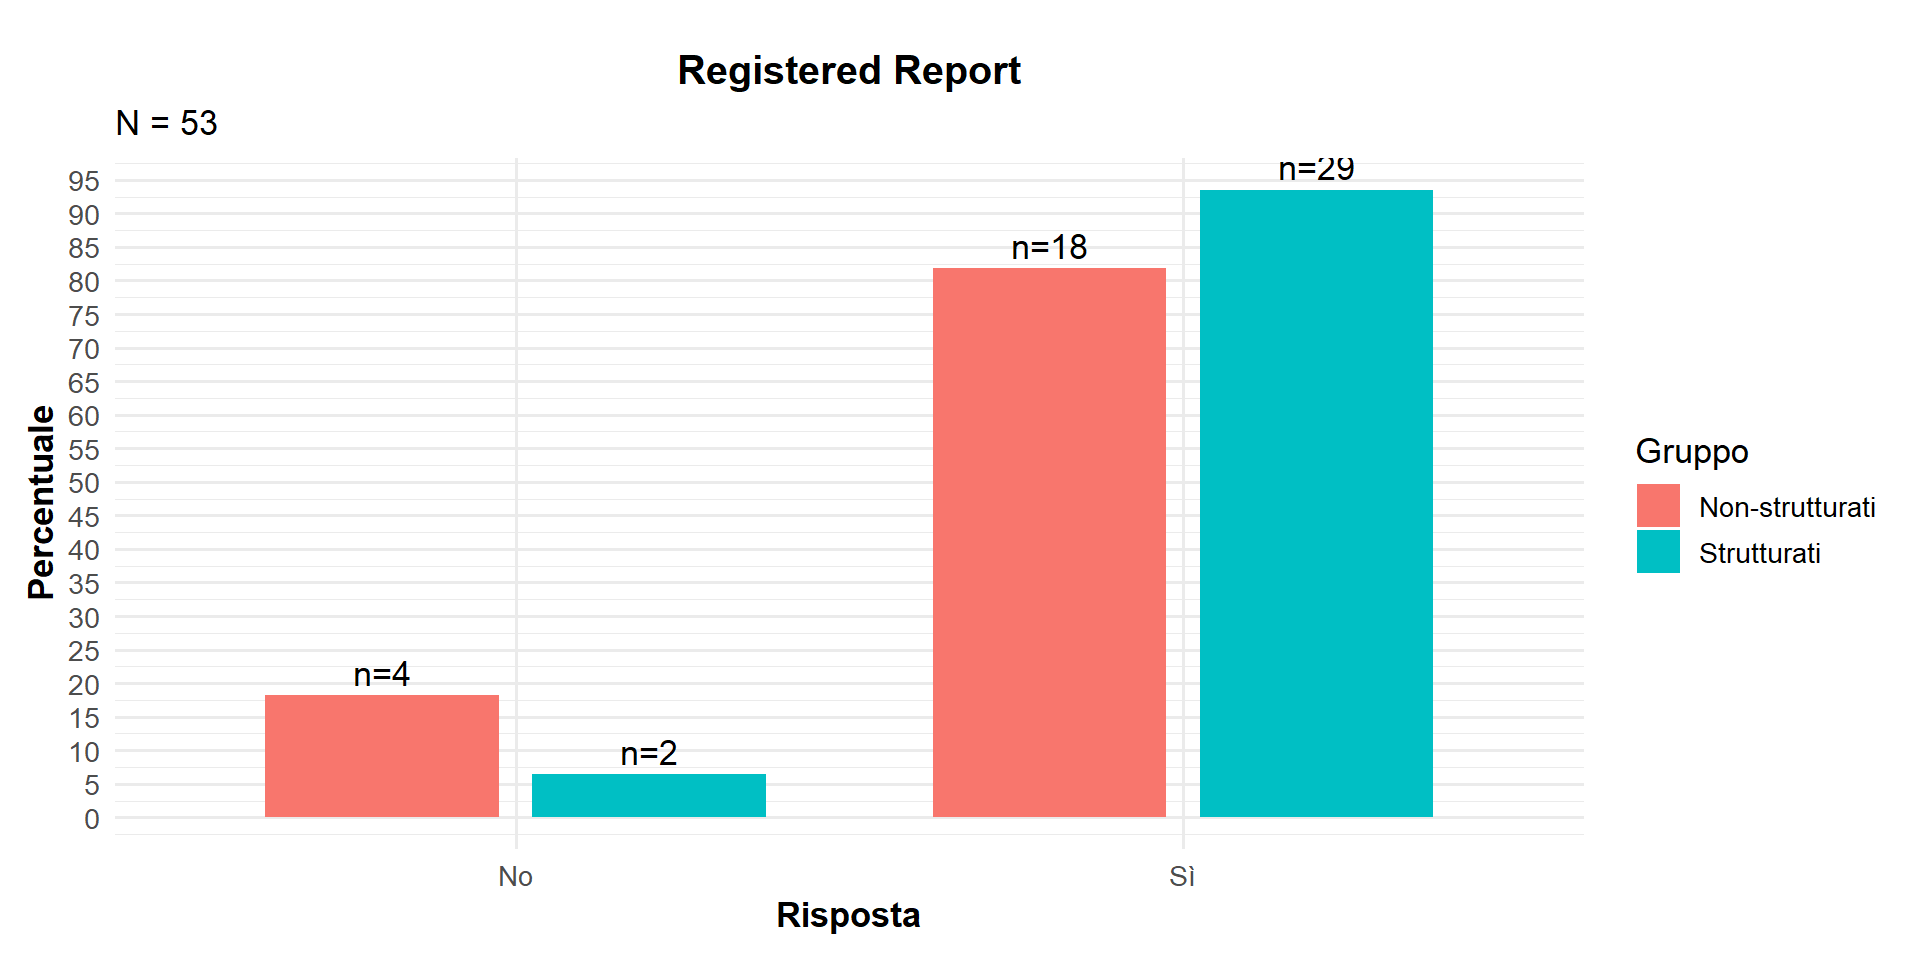 Registered Report
N = 53
Percentuale
95
90
85
80
75
70
65
60
55
50
45
40
35
30
25
20
15
10
5
0
n=4
n=2
n=18
n=29
No
Sì
Risposta
Gruppo
Non-strutturati
Strutturati